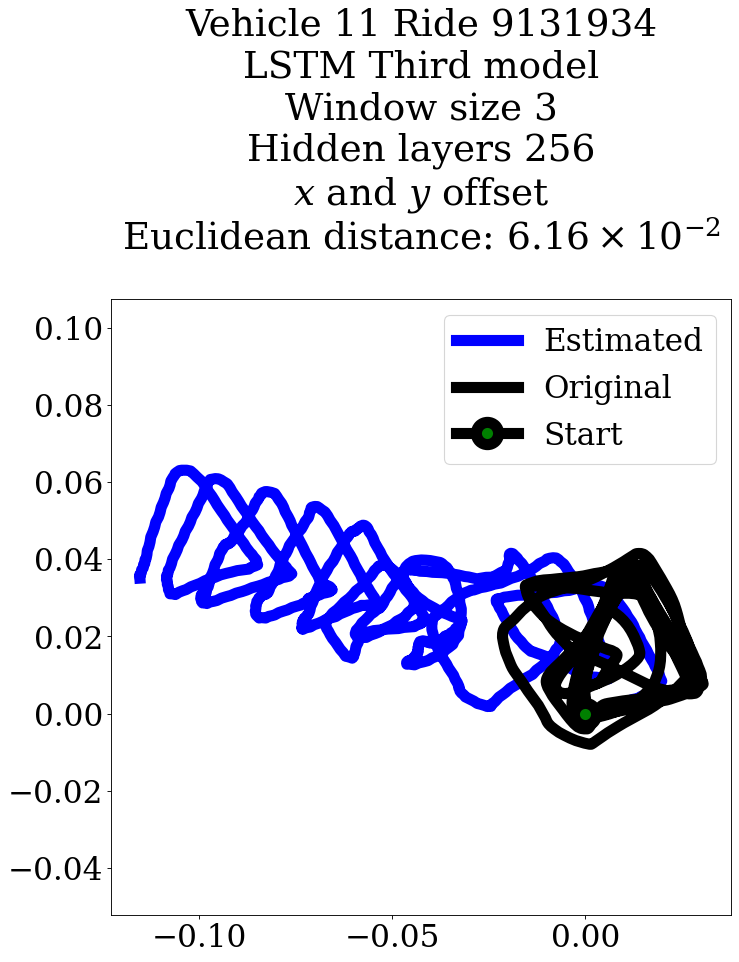 Vehicle 11 Ride 9131934
LSTM Third model
Window size 3
Hidden layers 256
x and y offset
Euclidean distance: 6.16 × 10⁻²
Estimated
Original
Start
0.10
0.08
0.06
0.04
0.02
0.00
−0.02
−0.04
−0.10
−0.05
0.00